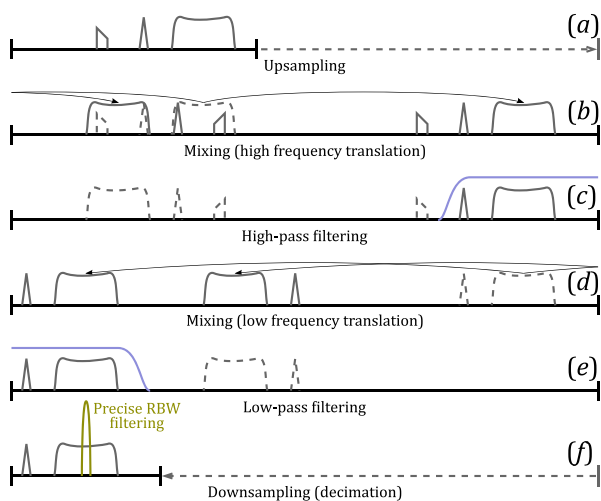 (a)
Upsampling
(b)
Mixing (high frequency translation)
(c)
High-pass filtering
(d)
Mixing (low frequency translation)
(e)
Precise RBW
filtering
Low-pass filtering
(f)
Downsampling (decimation)